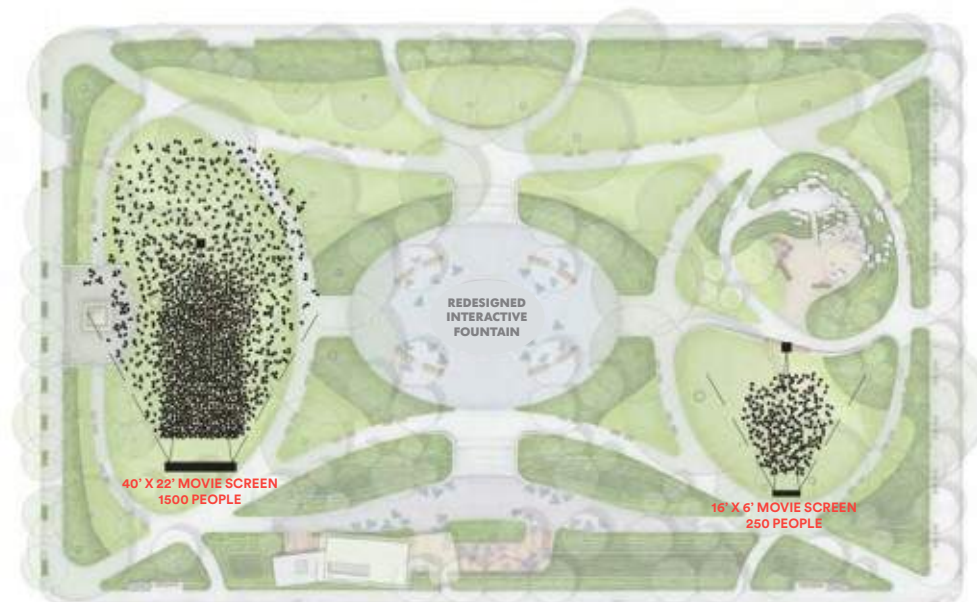 REDESIGNED
INTERACTIVE
FOUNTAIN
40' X 22' MOVIE SCREEN
1500 PEOPLE
16' X 6' MOVIE SCREEN
250 PEOPLE